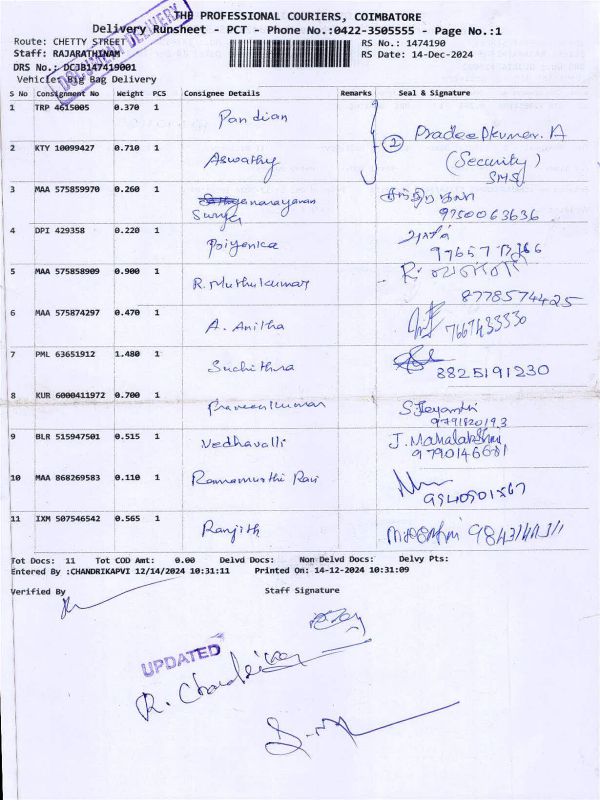 THE PROFESSIONAL COURIERS, COIMBATORE
Delivery Runsheet - PCT - Phone No.:0422-3505555 - Page No.:1
Route: CHETTY STREET RS No.: 1474190
Staff: RAJARATHINAM RS Date: 14-Dec-2024
DRS No.: DCJB147419001
Vehicle: Big Bag Delivery
S No Consignment No Weight PCS Consignee Details Remarks Seal & Signature
1 TRP 4615005 0.370 1 Pandian
② Pradeepkumar. A
2 KTY 10099427 0.710 1 Aswathy (Security)
SMS
3 MAA 575859970 0.260 1 Sathyanarayanan
Surya 9750063636
4 DPI 429358 0.220 1 Priyenka
5 MAA 575858909 0.900 1 R. Muthukumar
8778574425
6 MAA 575874297 0.470 1 A. Anitha 7667433330
7 PML 63651912 1.480 1 Suchithra 8825191230
8 KUR 6000411972 0.700 1 Praveenkumar S Jeyanthi
9791820193
9 BLR 515947501 0.515 1 Vedhavalli J. Mahalakshmi
9790146681
10 MAA 868269583 0.110 1 Ramamurthi Ravi
9940901867
11 IXM 507546542 0.565 1 Ranjith
Tot Docs: 11 Tot COD Amt: 0.00 Delvd Docs: Non Delvd Docs: Delvy Pts:
Entered By :CHANDRIKAPVI 12/14/2024 10:31:11 Printed On: 14-12-2024 10:31:09
Verified By Staff Signature
UPDATED